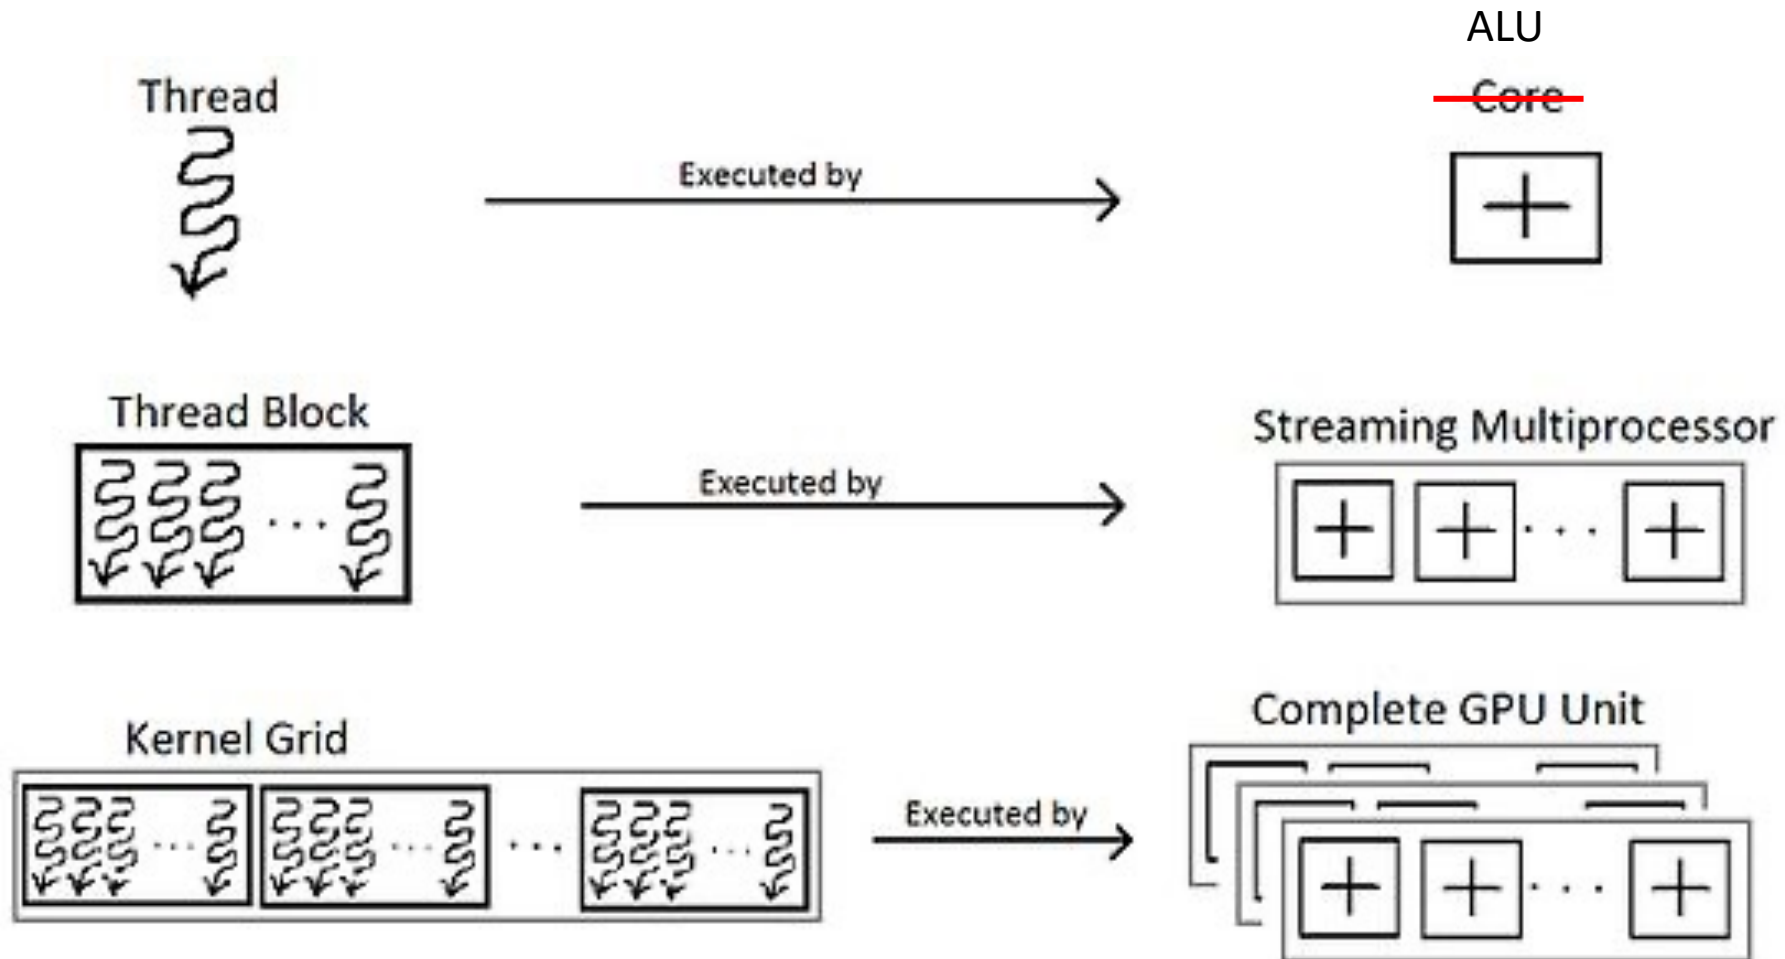 ALU
Thread
Core
Executed by
Thread Block
Streaming Multiprocessor
Executed by
Complete GPU Unit
Kernel Grid
Executed by